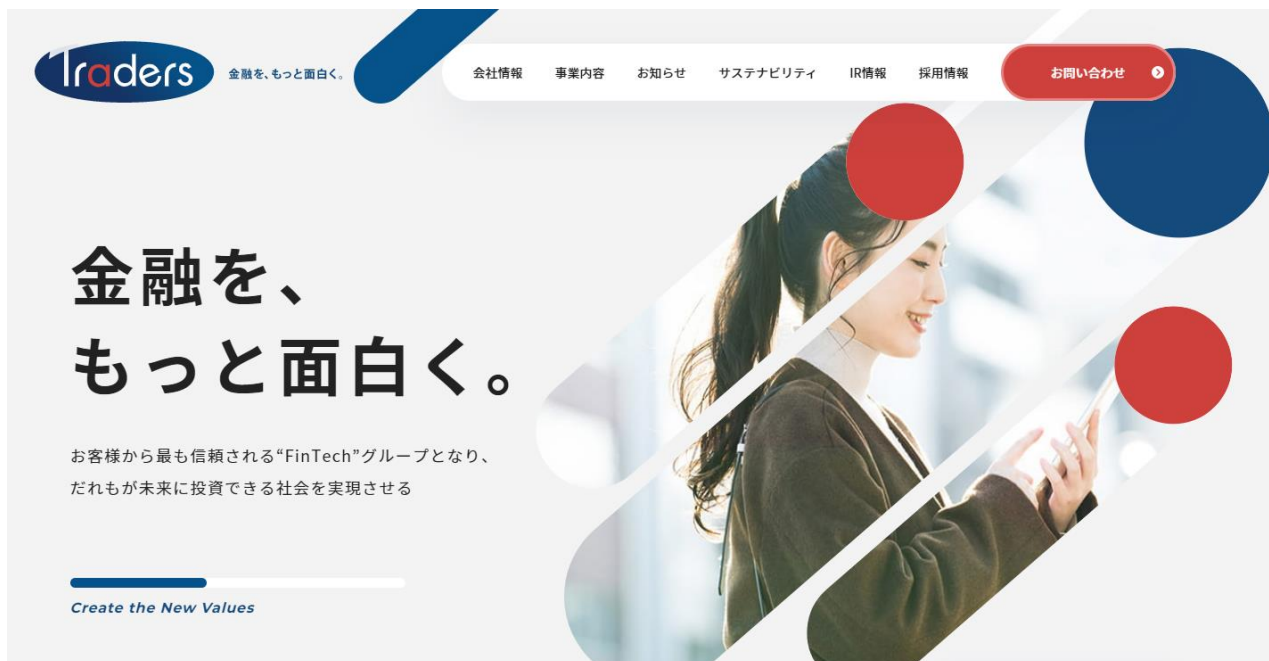 Traders
金融を、もっと面白く。
会社情報
事業内容
お知らせ
サステナビリティ
IR情報
採用情報
お問い合わせ
金融を、
もっと面白く。
お客様から最も信頼される“FinTech”グループとなり、
だれもが未来に投資できる社会を実現させる
Create the New Values